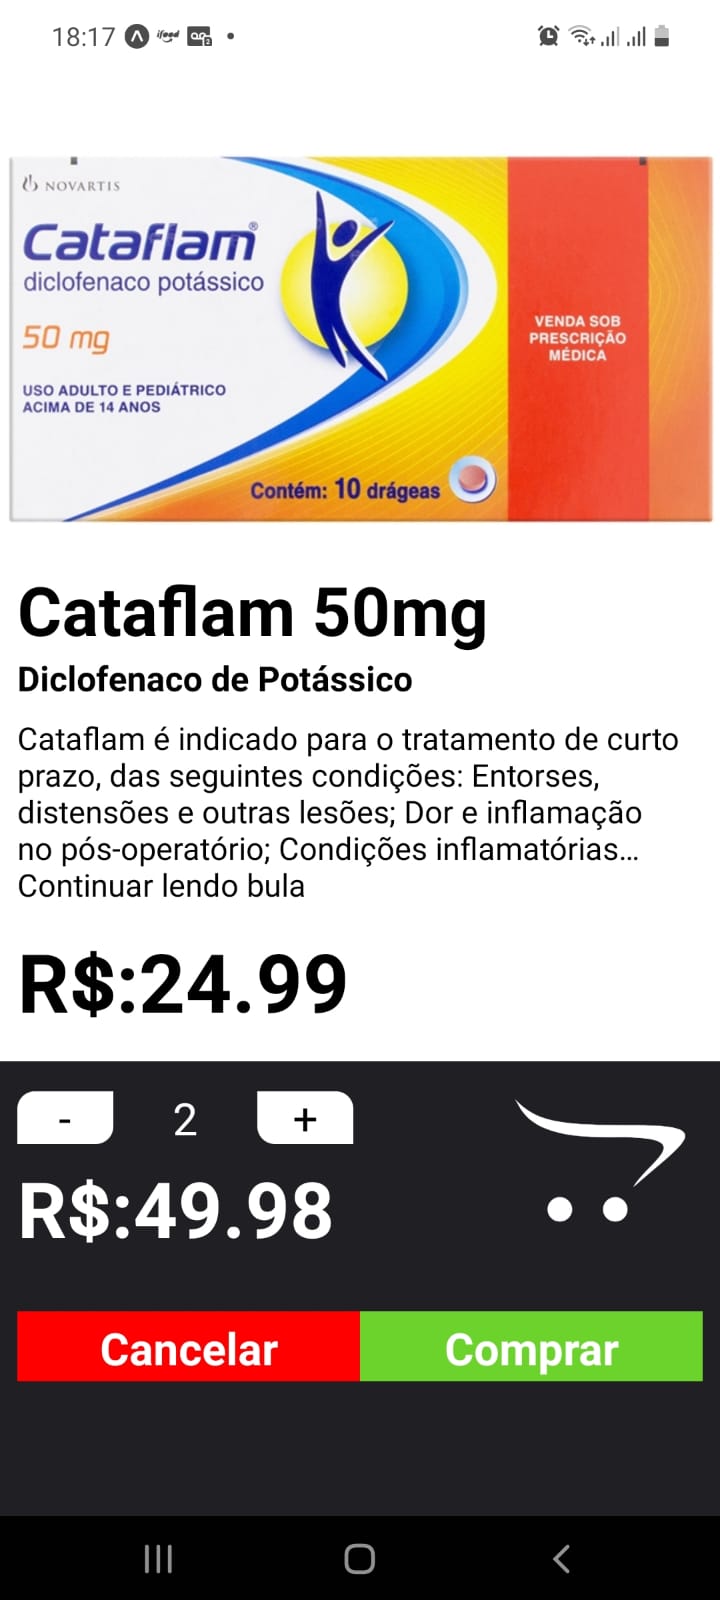 18:17
ifood
NOVARTIS
Cataflam®
diclofenaco potássico
50 mg
USO ADULTO E PEDIÁTRICO
ACIMA DE 14 ANOS
Contém: 10 drágeas
VENDA SOB
PRESCRIÇÃO
MÉDICA
Cataflam 50mg
Diclofenaco de Potássico
Cataflam é indicado para o tratamento de curto
prazo, das seguintes condições: Entorses,
distensões e outras lesões; Dor e inflamação
no pós-operatório; Condições inflamatórias...
Continuar lendo bula
R$:24.99
- 2 +
R$:49.98
Cancelar Comprar